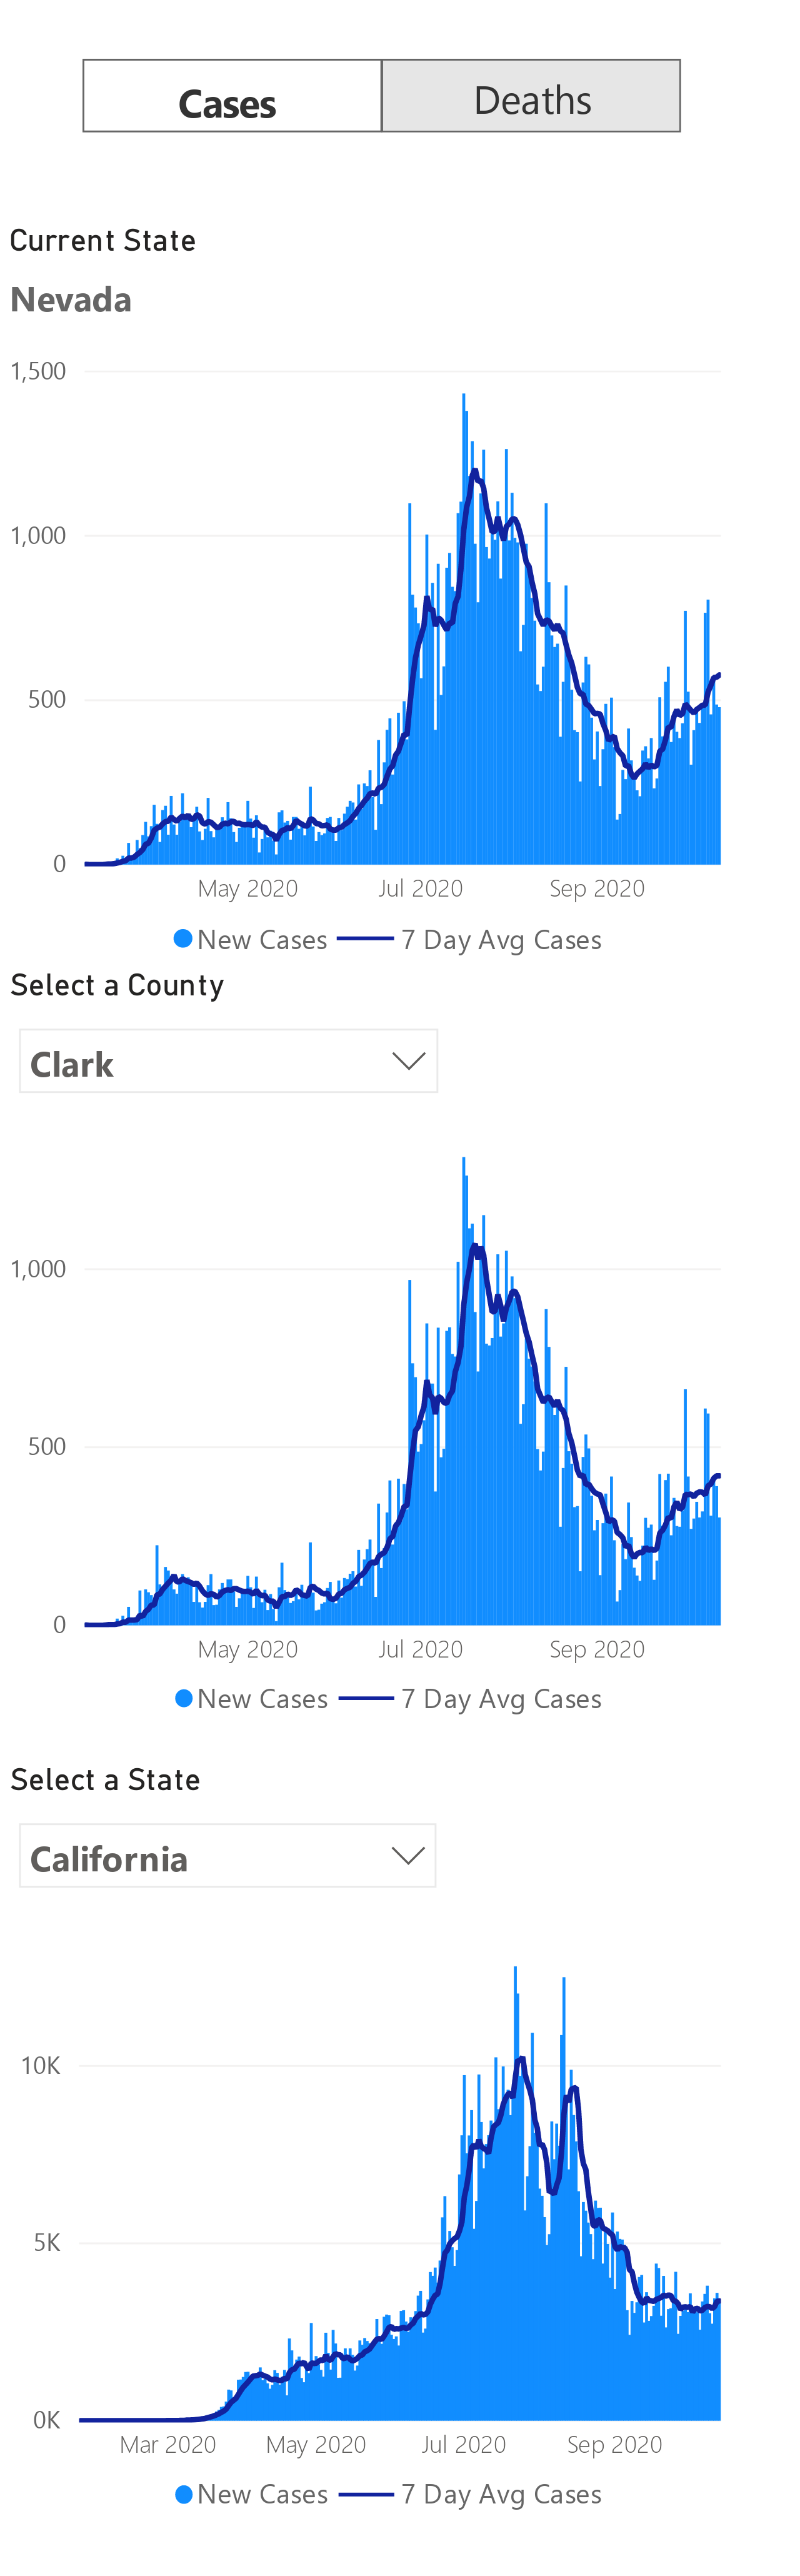 Cases Deaths
Current State
Nevada
1,500
1,000
500
0
May 2020 Jul 2020 Sep 2020
New Cases 7 Day Avg Cases
Select a County
Clark
1,000
500
0
May 2020 Jul 2020 Sep 2020
New Cases 7 Day Avg Cases
Select a State
California
10K
5K
0K
Mar 2020 May 2020 Jul 2020 Sep 2020
New Cases 7 Day Avg Cases